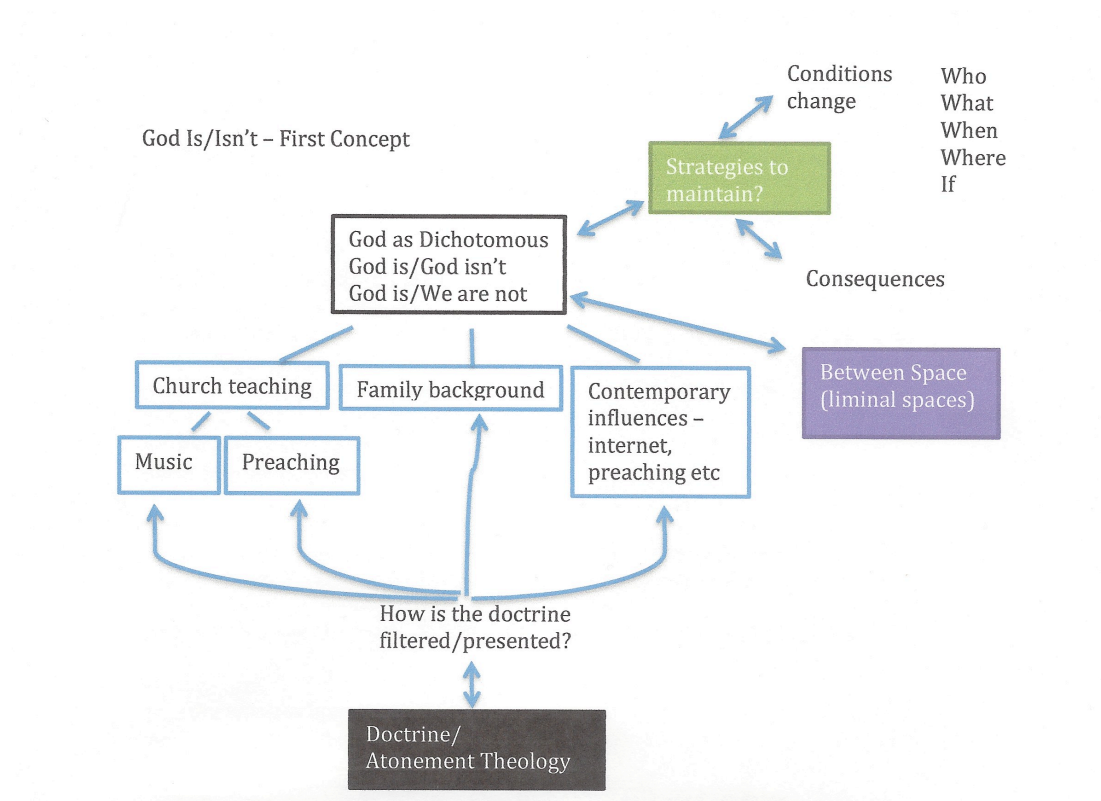 Conditions
change
Who
What
When
Where
If
God Is/Isn't – First Concept
Strategies to
maintain?
God as Dichotomous
God is/God isn't
God is/We are not
Consequences
Between Space
(liminal spaces)
Church teaching
Family background
Contemporary
influences –
internet,
preaching etc
Music
Preaching
How is the doctrine
filtered/presented?
Doctrine/
Atonement Theology